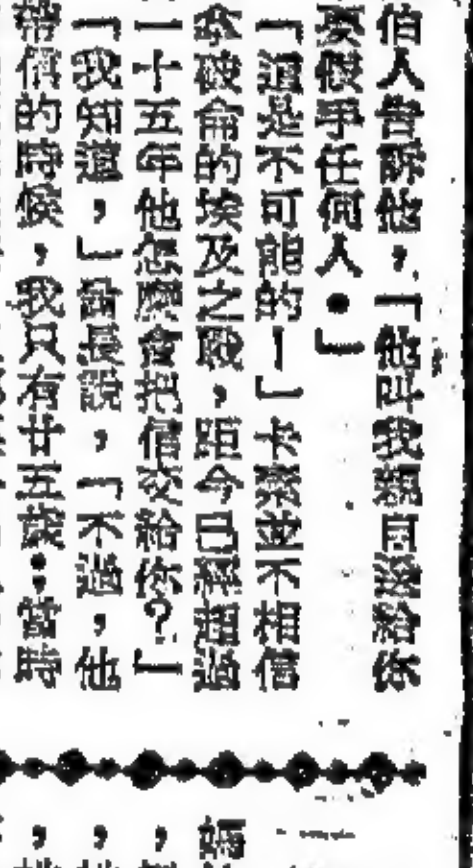 伯人告訴他,「他叫我親自送給你
要假手任何人。」
「這是不可能的!」卡索並不相信
拿破侖的埃及之戰,距今已經超過
一十五年他怎麼會把信交給你?」
「我知道,」酋長說,「不過,他
帶信的時候,我只有廿五歲;當時